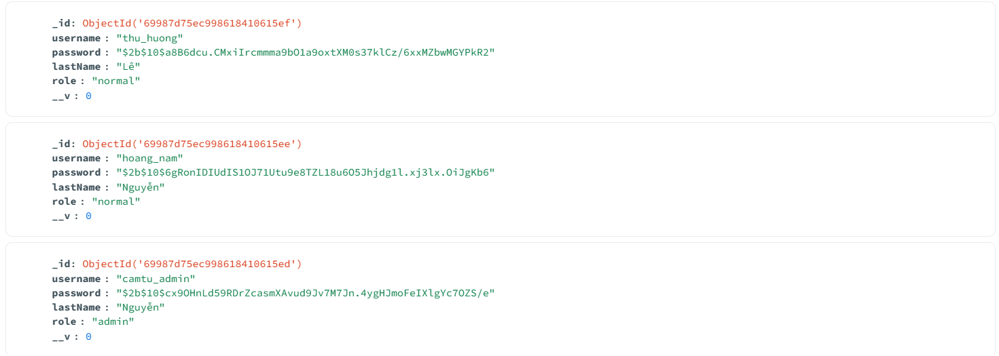 _id: ObjectId('69987d75ec998618410615ef')
username : "thu_huong"
password : "$2b$10$a8B6dcu.CMxiIrcmmma9bO1a9oxtXM0s37klCz/6xxMZbwMGYPkR2"
lastName : "Lê"
role : "normal"
__v : 0
_id: ObjectId('69987d75ec998618410615ee')
username : "hoang_nam"
password : "$2b$10$6gRonIDIUdIS1OJ71Utu9e8TZL18u6O5Jhjdg1l.xj3lx.OiJgKb6"
lastName : "Nguyễn"
role : "normal"
__v : 0
_id: ObjectId('69987d75ec998618410615ed')
username : "camtu_admin"
password : "$2b$10$cx9OHnLd59RDrZcasmXAvud9Jv7M7Jn.4ygHJmoFeIXlgYc7OZS/e"
lastName : "Nguyễn"
role : "admin"
__v : 0